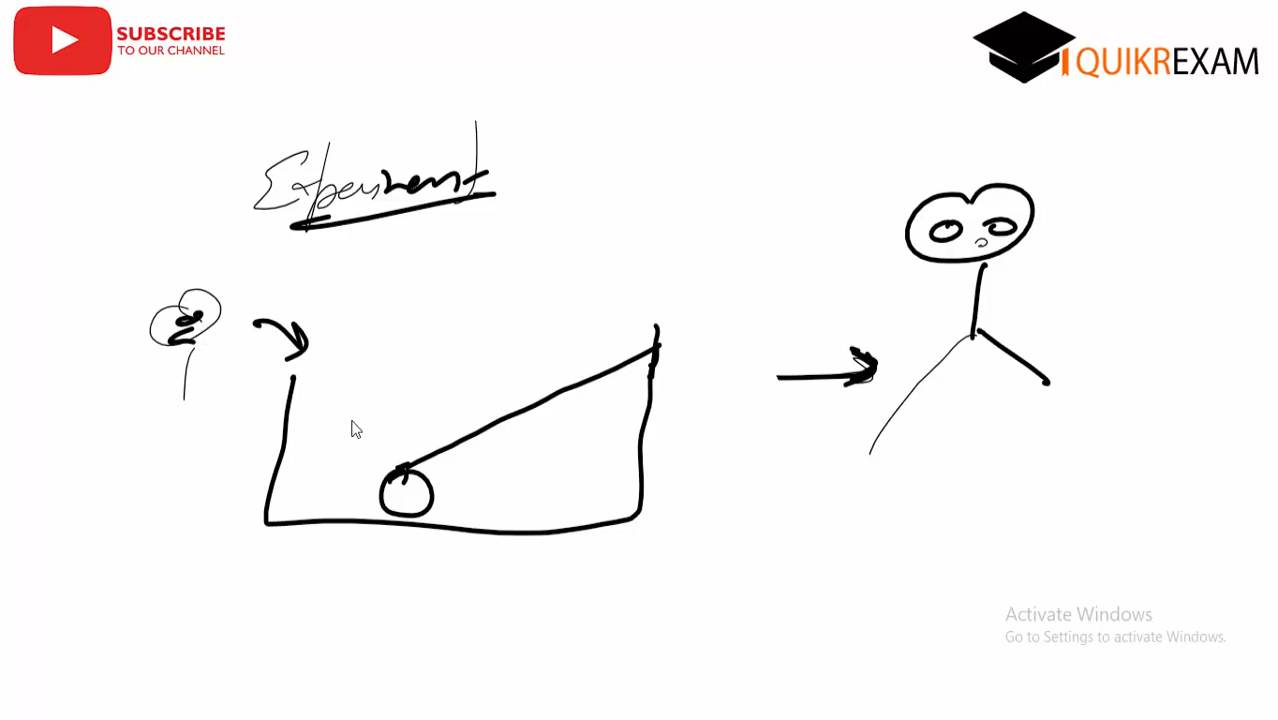 SUBSCRIBE
TO OUR CHANNEL
QUIKREXAM
Experiment
Activate Windows
Go to Settings to activate Windows.